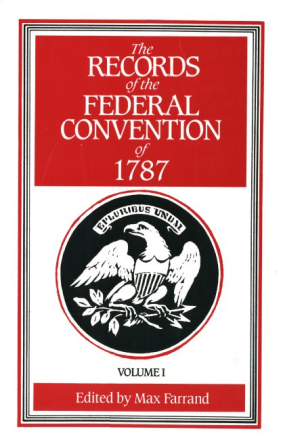 The
RECORDS
of the
FEDERAL
CONVENTION
of
1787
E PLURIBUS UNUM
VOLUME I
Edited by Max Farrand